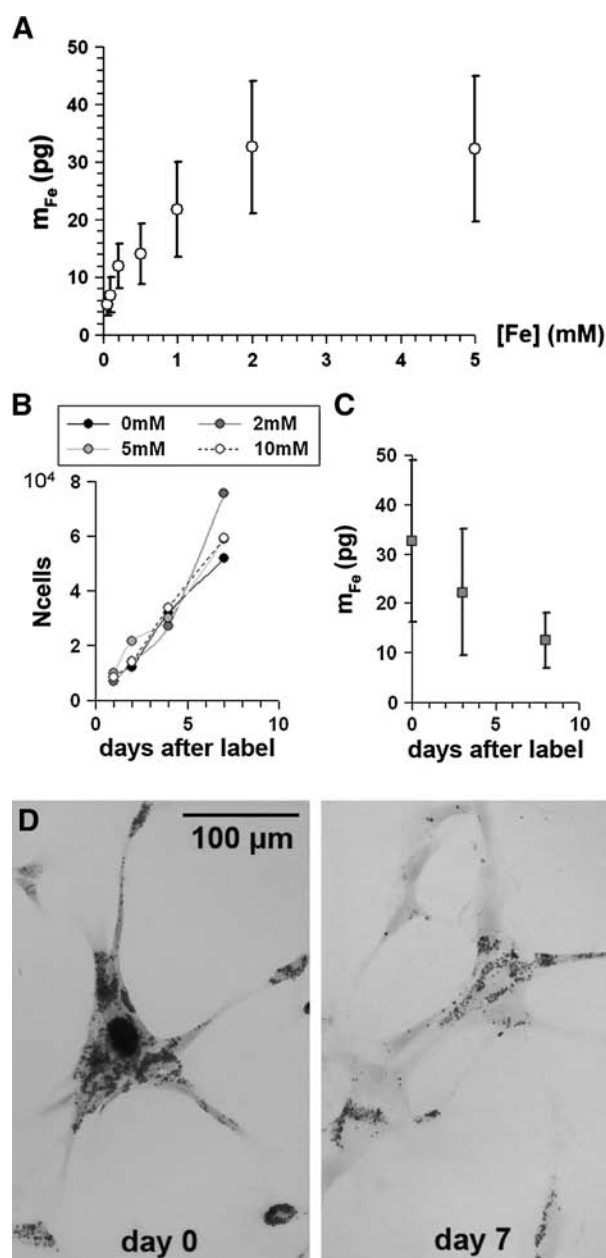 A
m_Fe (pg)
50
40
30
20
10
0
0 1 2 3 4 5
[Fe] (mM)
B
0mM 2mM
5mM 10mM
10^4
Ncells
8
6
4
2
0
0 5 10
days after label
C
m_Fe (pg)
50
40
30
20
10
0
0 5 10
days after label
D
100 µm
day 0
day 7